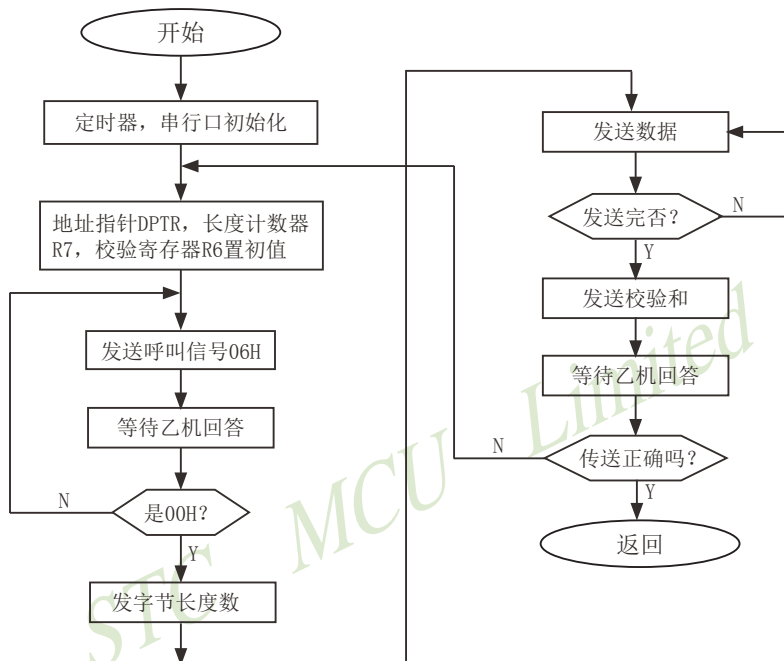 开始
定时器，串行口初始化
地址指针DPTR，长度计数器
R7，校验寄存器R6置初值
发送呼叫信号06H
等待乙机回答
是00H？
N
Y
发字节长度数
发送数据
发送完否？
N
Y
发送校验和
等待乙机回答
传送正确吗？
N
Y
返回
STC MCU Limited